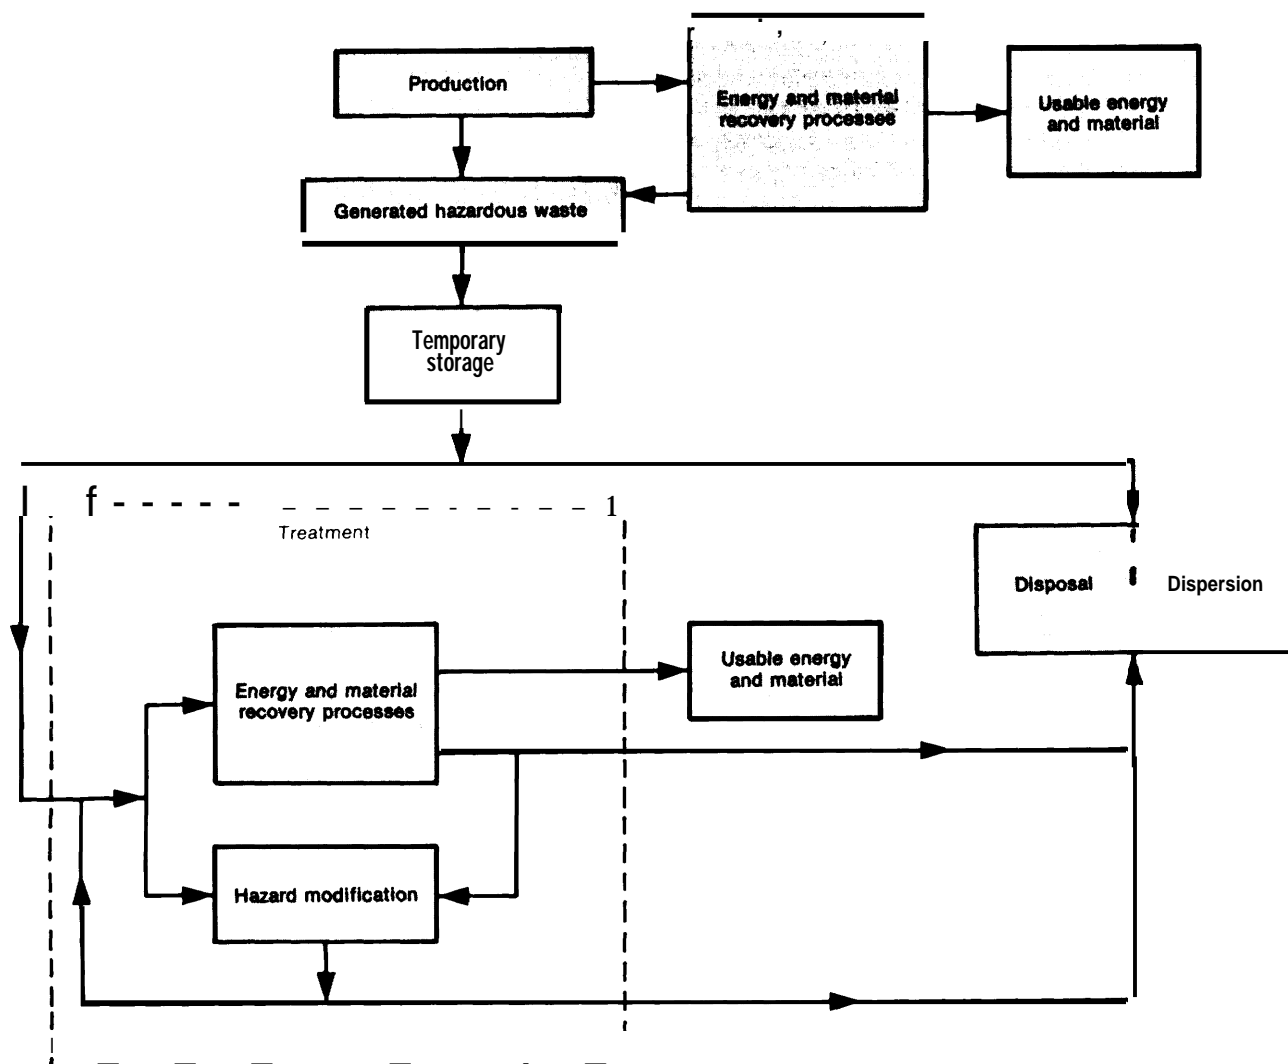 Production
Energy and material
recovery processes
Usable energy
and material
Generated hazardous waste
Temporary
storage
Treatment
Disposal
Dispersion
Energy and material
recovery processes
Usable energy
and material
Hazard modification